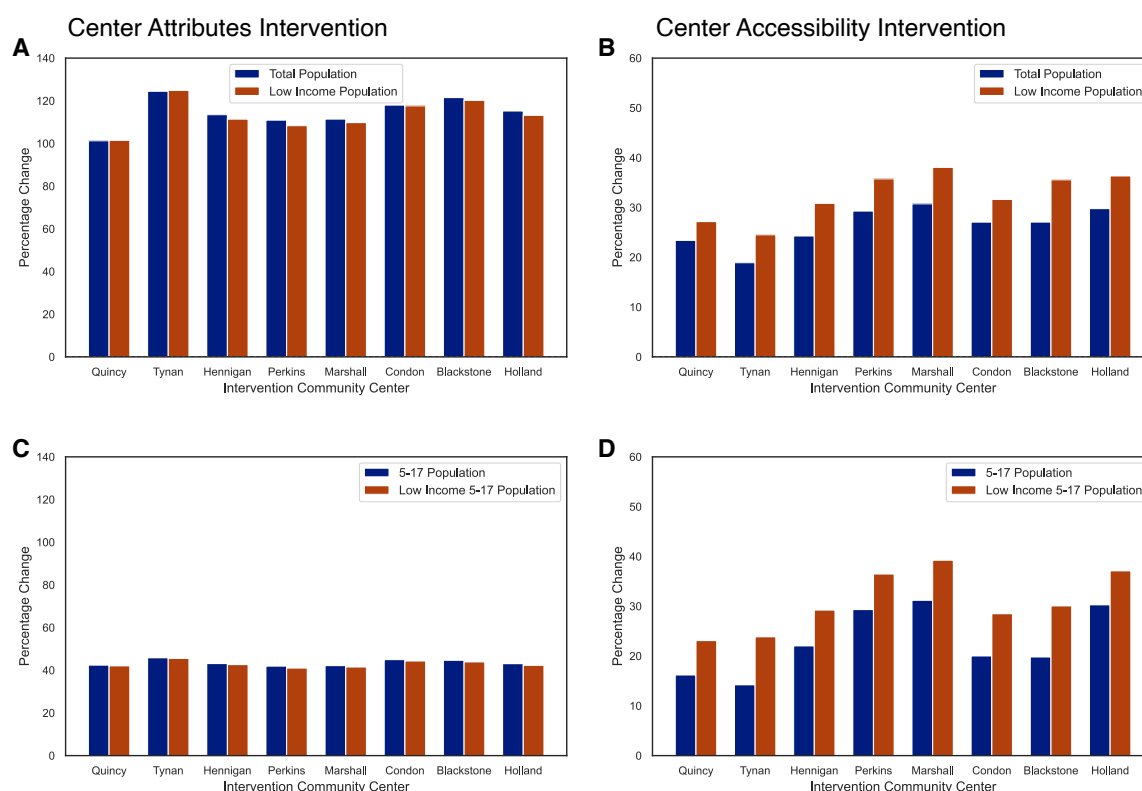 Center Attributes Intervention
Center Accessibility Intervention
A
140
120
100
80
60
40
20
0
Percentage Change
Total Population
Low Income Population
Quincy Tynan Hennigan Perkins Marshall Condon Blackstone Holland
Intervention Community Center
B
60
50
40
30
20
10
0
Percentage Change
Total Population
Low Income Population
Quincy Tynan Hennigan Perkins Marshall Condon Blackstone Holland
Intervention Community Center
C
140
120
100
80
60
40
20
0
Percentage Change
5-17 Population
Low Income 5-17 Population
Quincy Tynan Hennigan Perkins Marshall Condon Blackstone Holland
Intervention Community Center
D
60
50
40
30
20
10
0
Percentage Change
5-17 Population
Low Income 5-17 Population
Quincy Tynan Hennigan Perkins Marshall Condon Blackstone Holland
Intervention Community Center